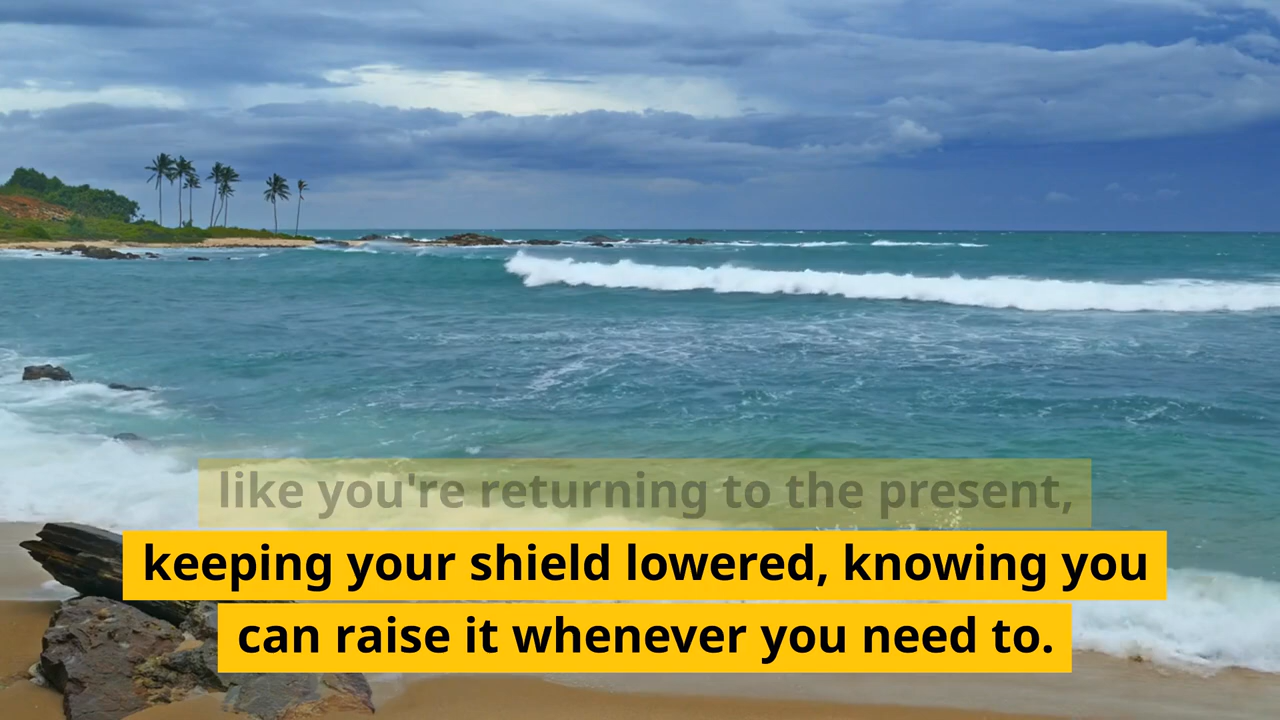 like you're returning to the present,
keeping your shield lowered, knowing you
can raise it whenever you need to.